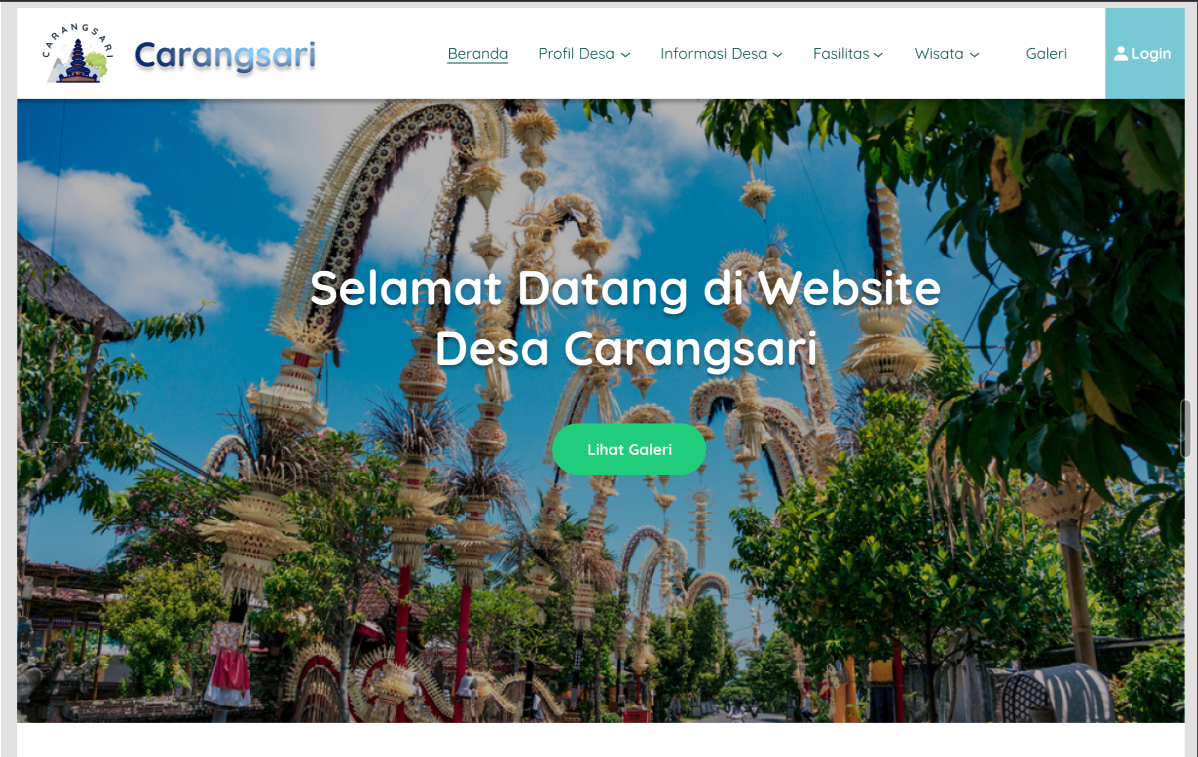 CARANGSARI
Carangsari
Beranda
Profil Desa
Informasi Desa
Fasilitas
Wisata
Galeri
Login
Selamat Datang di Website
Desa Carangsari
Lihat Galeri